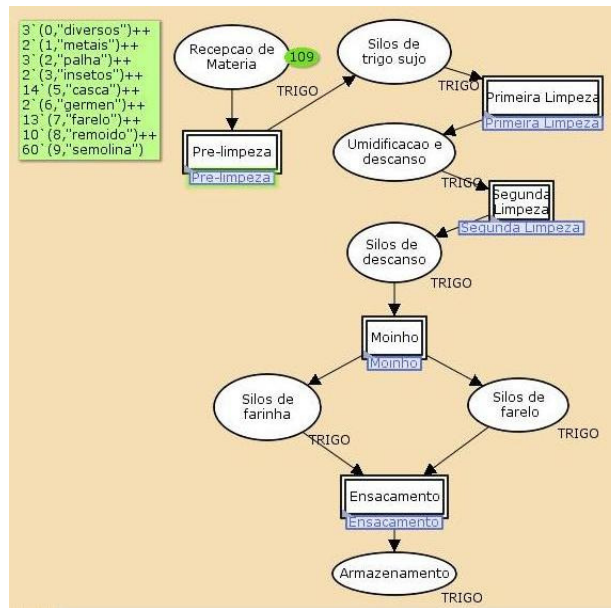 3`(0,"diversos")++
2`(1,"metais")++
3`(2,"palha")++
2`(3,"insetos")++
14`(5,"casca")++
2`(6,"germen")++
13`(7,"farelo")++
10`(8,"remoido")++
60`(9,"semolina")
Recepcao de
Materia
109
TRIGO
Silos de
trigo sujo
TRIGO
Primeira Limpeza
Primeira Limpeza
Pre-limpeza
Pre-limpeza
Umidificacao e
descanso
TRIGO
Segunda
Limpeza
Segunda Limpeza
Silos de
descanso
TRIGO
Moinho
Moinho
Silos de
farinha
TRIGO
Silos de
farelo
TRIGO
Ensacamento
Ensacamento
Armazenamento
TRIGO